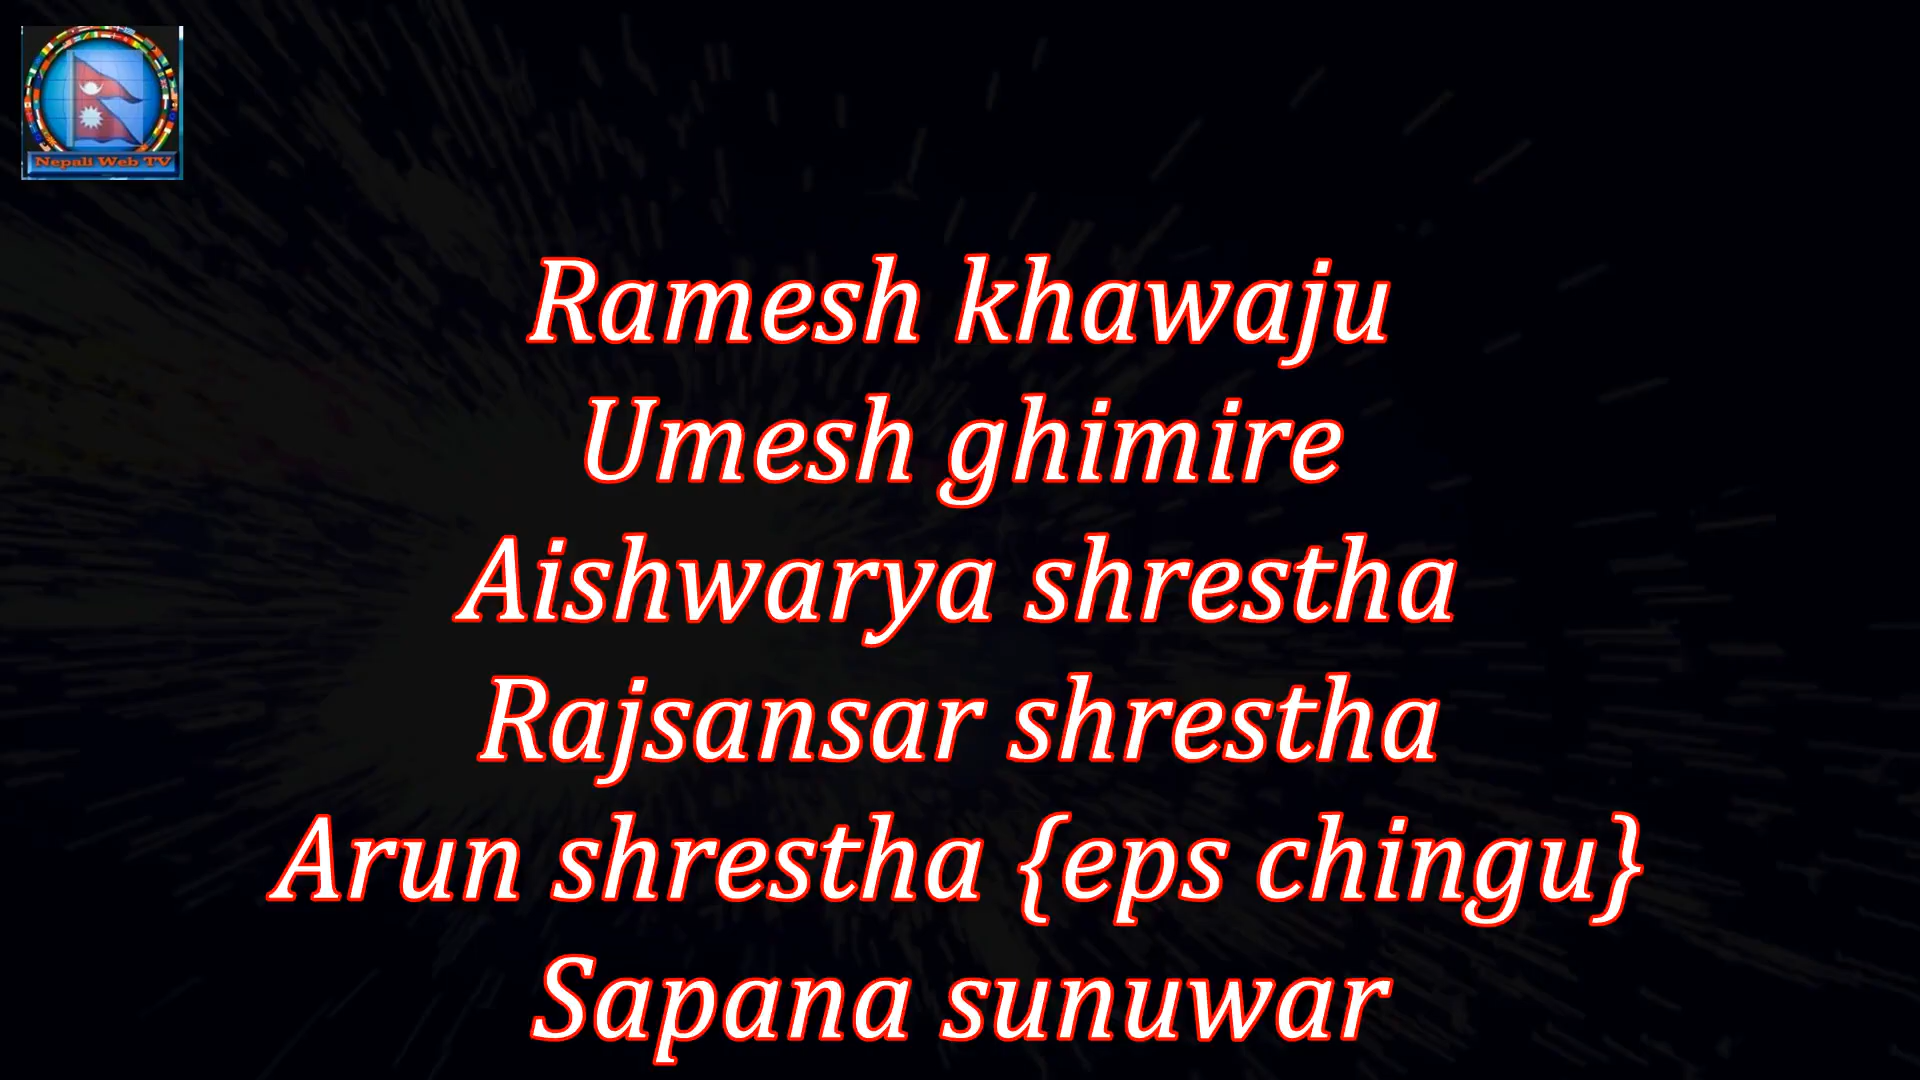 Nepali Web TV
Ramesh khawaju
Umesh ghimire
Aishwarya shrestha
Rajsansar shrestha
Arun shrestha {eps chingu}
Sapana sunuwar